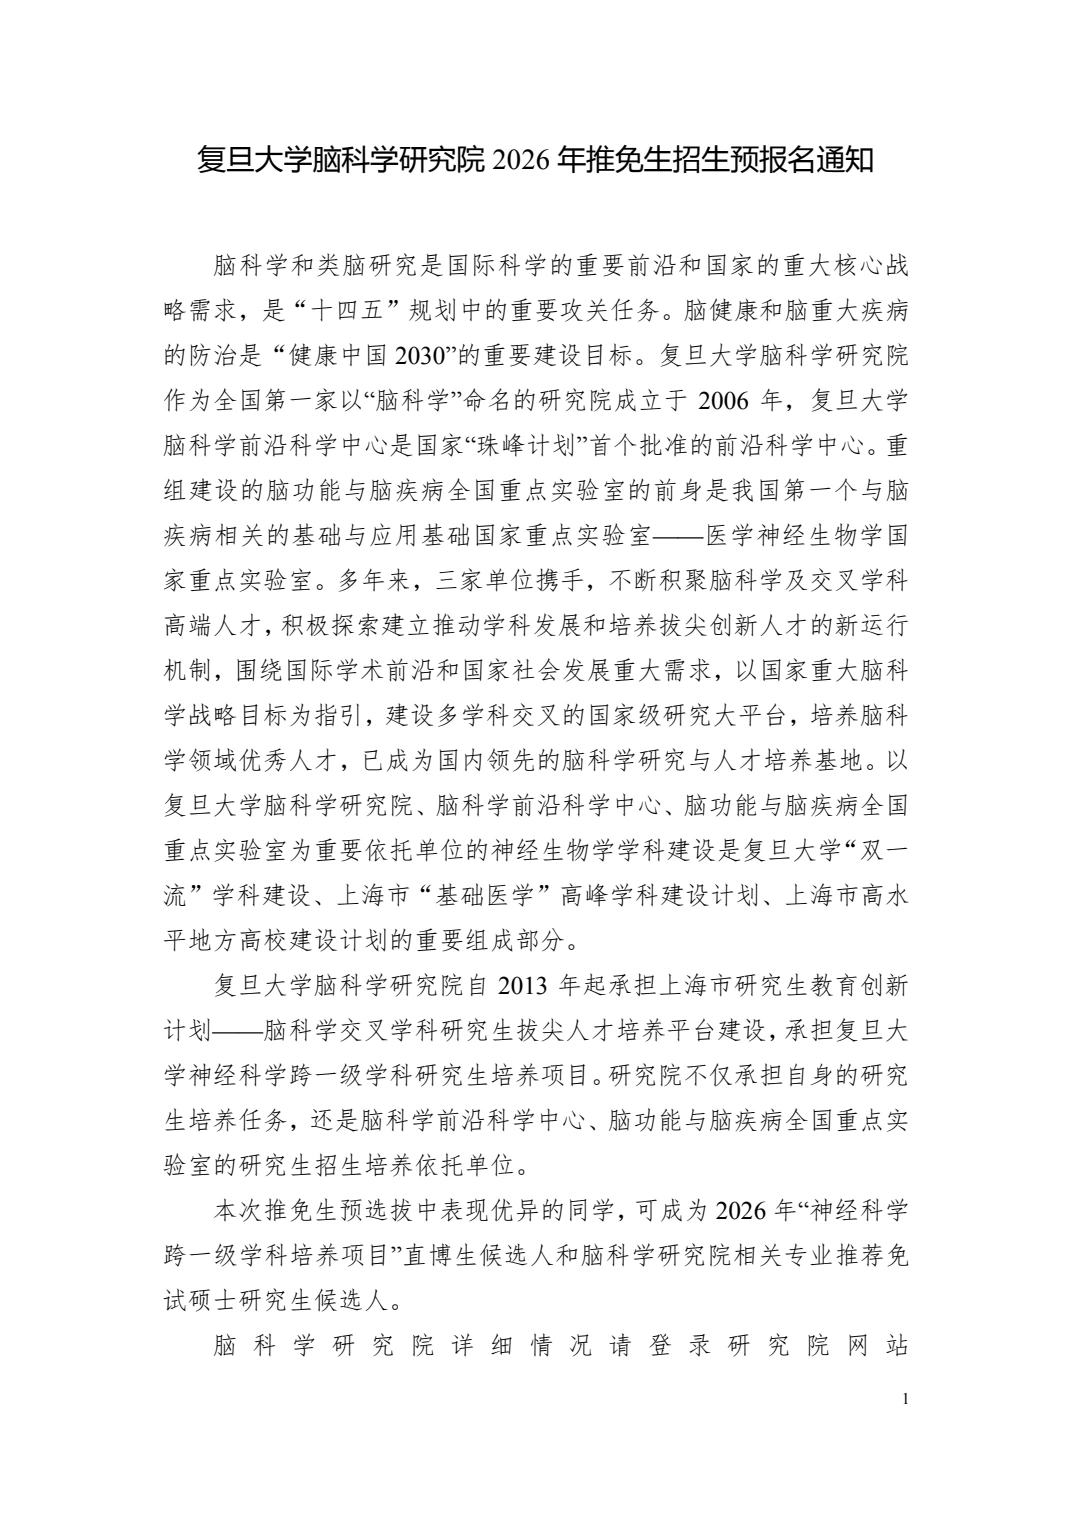 复旦大学脑科学研究院 2026 年推免生招生预报名通知
脑科学和类脑研究是国际科学的重要前沿和国家的重大核心战
略需求，是“十四五”规划中的重要攻关任务。脑健康和脑重大疾病
的防治是“健康中国 2030”的重要建设目标。复旦大学脑科学研究院
作为全国第一家以“脑科学”命名的研究院成立于 2006 年，复旦大学
脑科学前沿科学中心是国家“珠峰计划”首个批准的前沿科学中心。重
组建设的脑功能与脑疾病全国重点实验室的前身是我国第一个与脑
疾病相关的基础与应用基础国家重点实验室——医学神经生物学国
家重点实验室。多年来，三家单位携手，不断积聚脑科学及交叉学科
高端人才，积极探索建立推动学科发展和培养拔尖创新人才的新运行
机制，围绕国际学术前沿和国家社会发展重大需求，以国家重大脑科
学战略目标为指引，建设多学科交叉的国家级研究大平台，培养脑科
学领域优秀人才，已成为国内领先的脑科学研究与人才培养基地。以
复旦大学脑科学研究院、脑科学前沿科学中心、脑功能与脑疾病全国
重点实验室为重要依托单位的神经生物学学科建设是复旦大学“双一
流”学科建设、上海市“基础医学”高峰学科建设计划、上海市高水
平地方高校建设计划的重要组成部分。
复旦大学脑科学研究院自 2013 年起承担上海市研究生教育创新
计划——脑科学交叉学科研究生拔尖人才培养平台建设，承担复旦大
学神经科学跨一级学科研究生培养项目。研究院不仅承担自身的研究
生培养任务，还是脑科学前沿科学中心、脑功能与脑疾病全国重点实
验室的研究生招生培养依托单位。
本次推免生预选拔中表现优异的同学，可成为 2026 年“神经科学
跨一级学科培养项目”直博生候选人和脑科学研究院相关专业推荐免
试硕士研究生候选人。
脑科学研究院详细情况请登录研究院网站
1